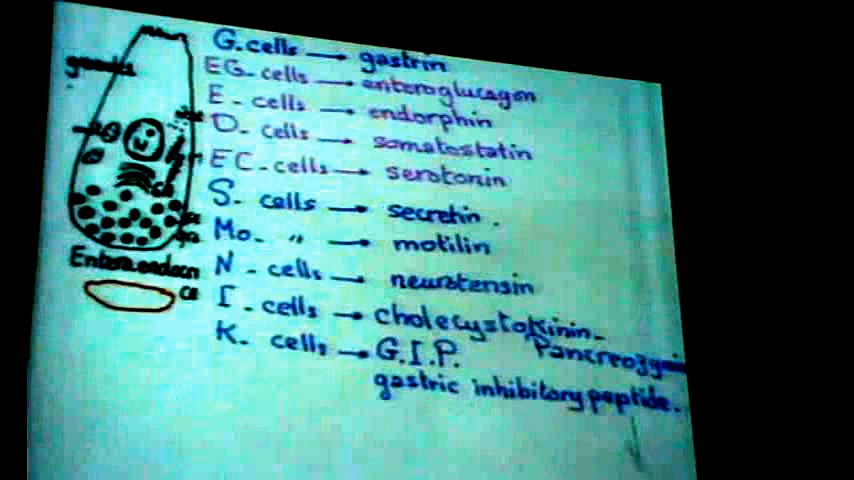 G.cells → gastrin
EG-cells → enteroglucagon
E - cells → endorphin
D - cells → somatostatin
EC-cells → serotonin
S. cells → secretin.
Mo. " → motilin
N - cells → neurotensin
I - cells → cholecystokinin-
Pancreozymin
K. cells → G.I.P.
gastric inhibitory peptide.